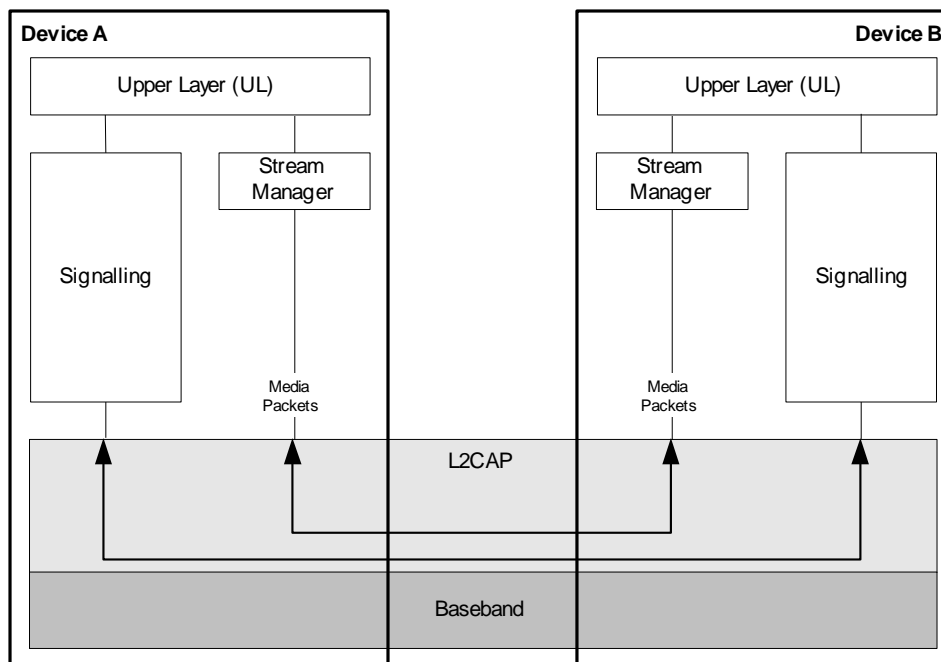 Device A
Device B
Upper Layer (UL)
Upper Layer (UL)
Stream
Manager
Stream
Manager
Signalling
Signalling
Media
Packets
Media
Packets
L2CAP
Baseband